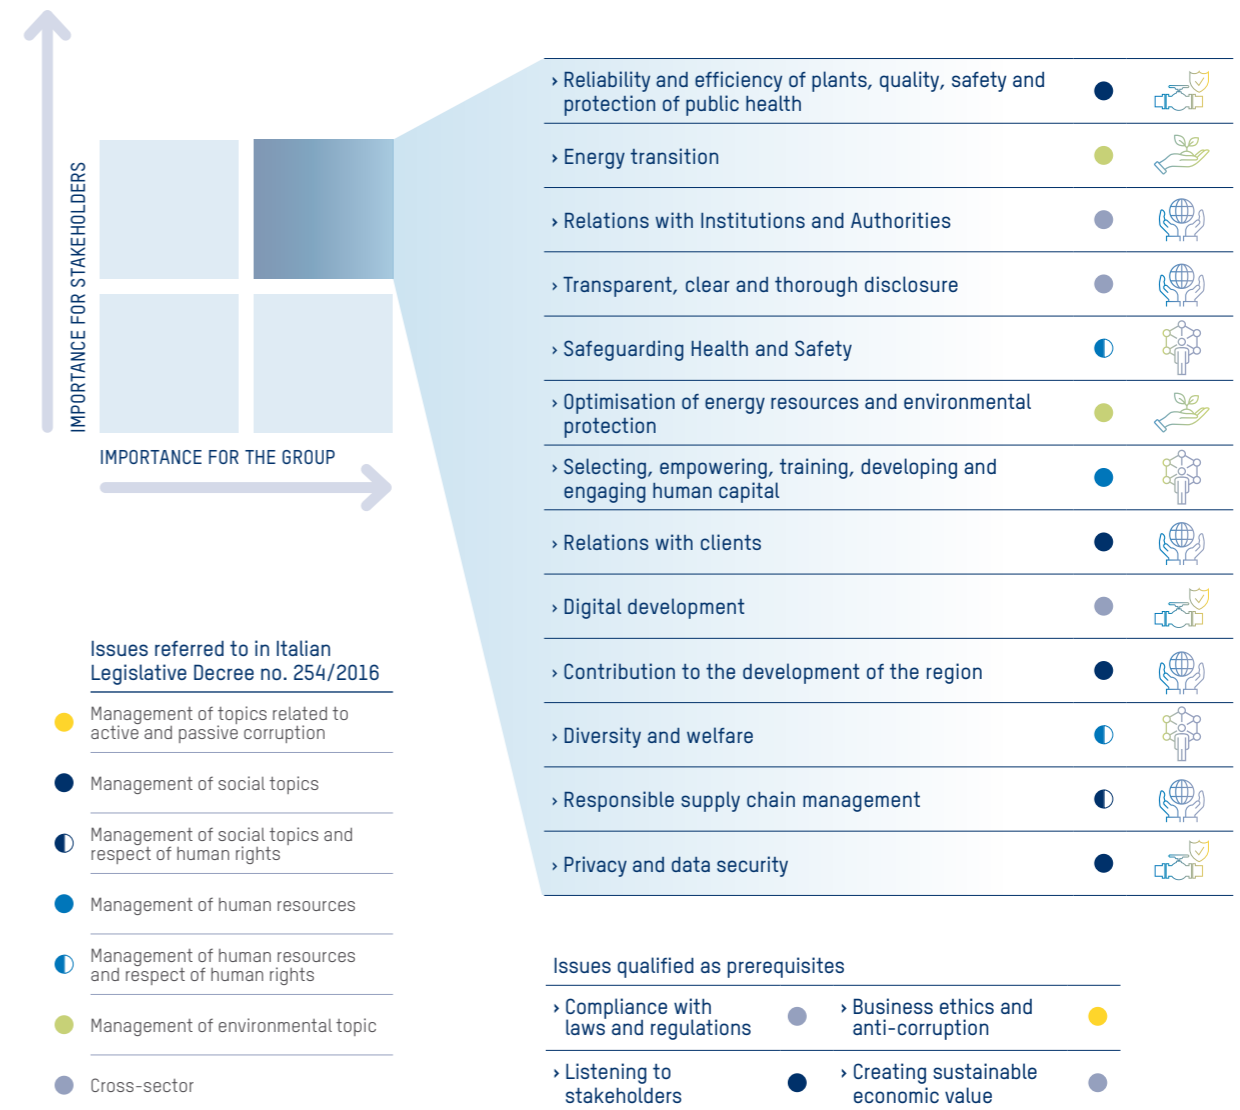 IMPORTANCE FOR STAKEHOLDERS
IMPORTANCE FOR THE GROUP
› Reliability and efficiency of plants, quality, safety and
protection of public health
› Energy transition
› Relations with Institutions and Authorities
› Transparent, clear and thorough disclosure
› Safeguarding Health and Safety
› Optimisation of energy resources and environmental
protection
› Selecting, empowering, training, developing and
engaging human capital
› Relations with clients
› Digital development
› Contribution to the development of the region
› Diversity and welfare
› Responsible supply chain management
› Privacy and data security
Issues referred to in Italian
Legislative Decree no. 254/2016
Management of topics related to
active and passive corruption
Management of social topics
Management of social topics and
respect of human rights
Management of human resources
Management of human resources
and respect of human rights
Management of environmental topic
Cross-sector
Issues qualified as prerequisites
› Compliance with
laws and regulations
› Business ethics and
anti-corruption
› Listening to
stakeholders
› Creating sustainable
economic value